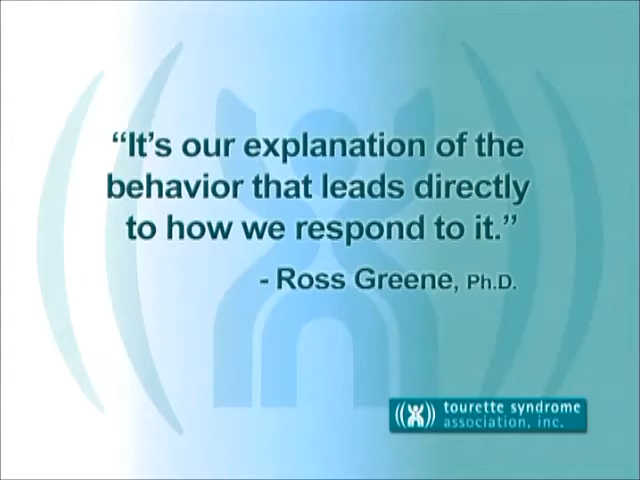 “It’s our explanation of the
behavior that leads directly
to how we respond to it.”
- Ross Greene, Ph.D.
tourette syndrome
association, inc.